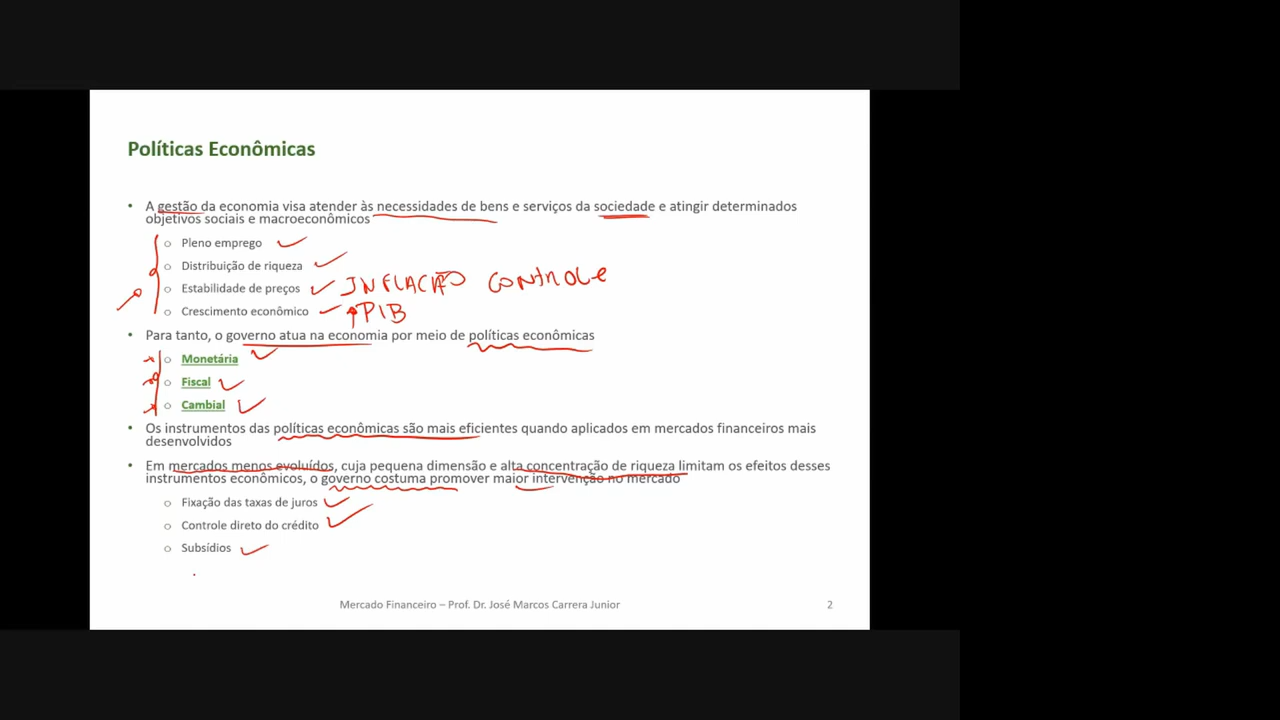 Políticas Econômicas
• A gestão da economia visa atender às necessidades de bens e serviços da sociedade e atingir determinados
objetivos sociais e macroeconômicos
○ Pleno emprego
○ Distribuição de riqueza
○ Estabilidade de preços INFLAÇÃO CONTROLE
○ Crescimento econômico ↑PIB
• Para tanto, o governo atua na economia por meio de políticas econômicas
○ Monetária
○ Fiscal
○ Cambial
• Os instrumentos das políticas econômicas são mais eficientes quando aplicados em mercados financeiros mais
desenvolvidos
• Em mercados menos evoluídos, cuja pequena dimensão e alta concentração de riqueza limitam os efeitos desses
instrumentos econômicos, o governo costuma promover maior intervenção no mercado
○ Fixação das taxas de juros
○ Controle direto do crédito
○ Subsídios
Mercado Financeiro – Prof. Dr. José Marcos Carrera Junior 2